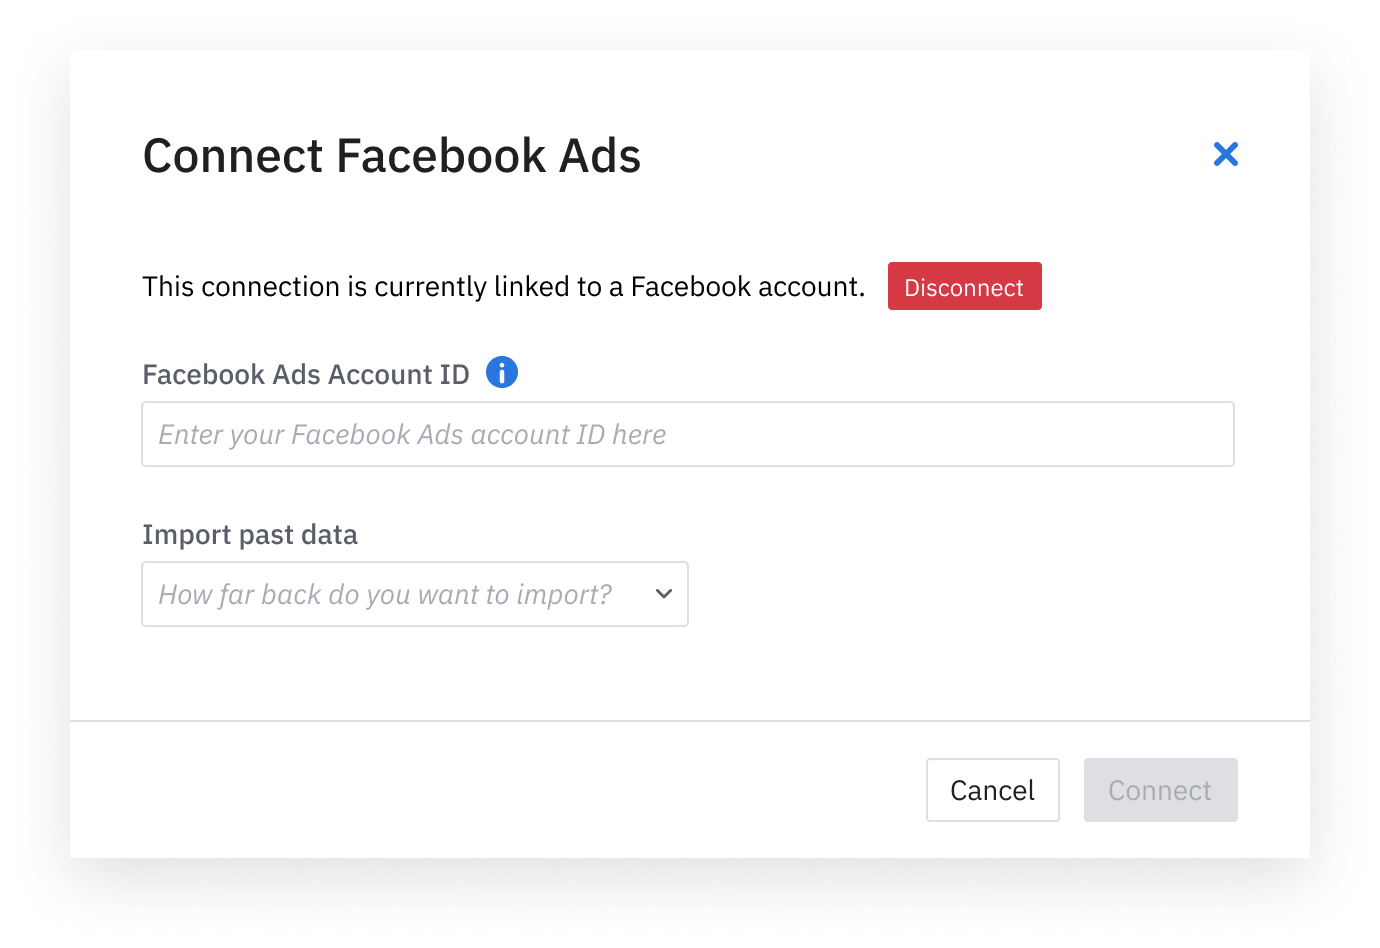 Connect Facebook Ads
This connection is currently linked to a Facebook account. Disconnect
Facebook Ads Account ID
Enter your Facebook Ads account ID here
Import past data
How far back do you want to import?
Cancel Connect